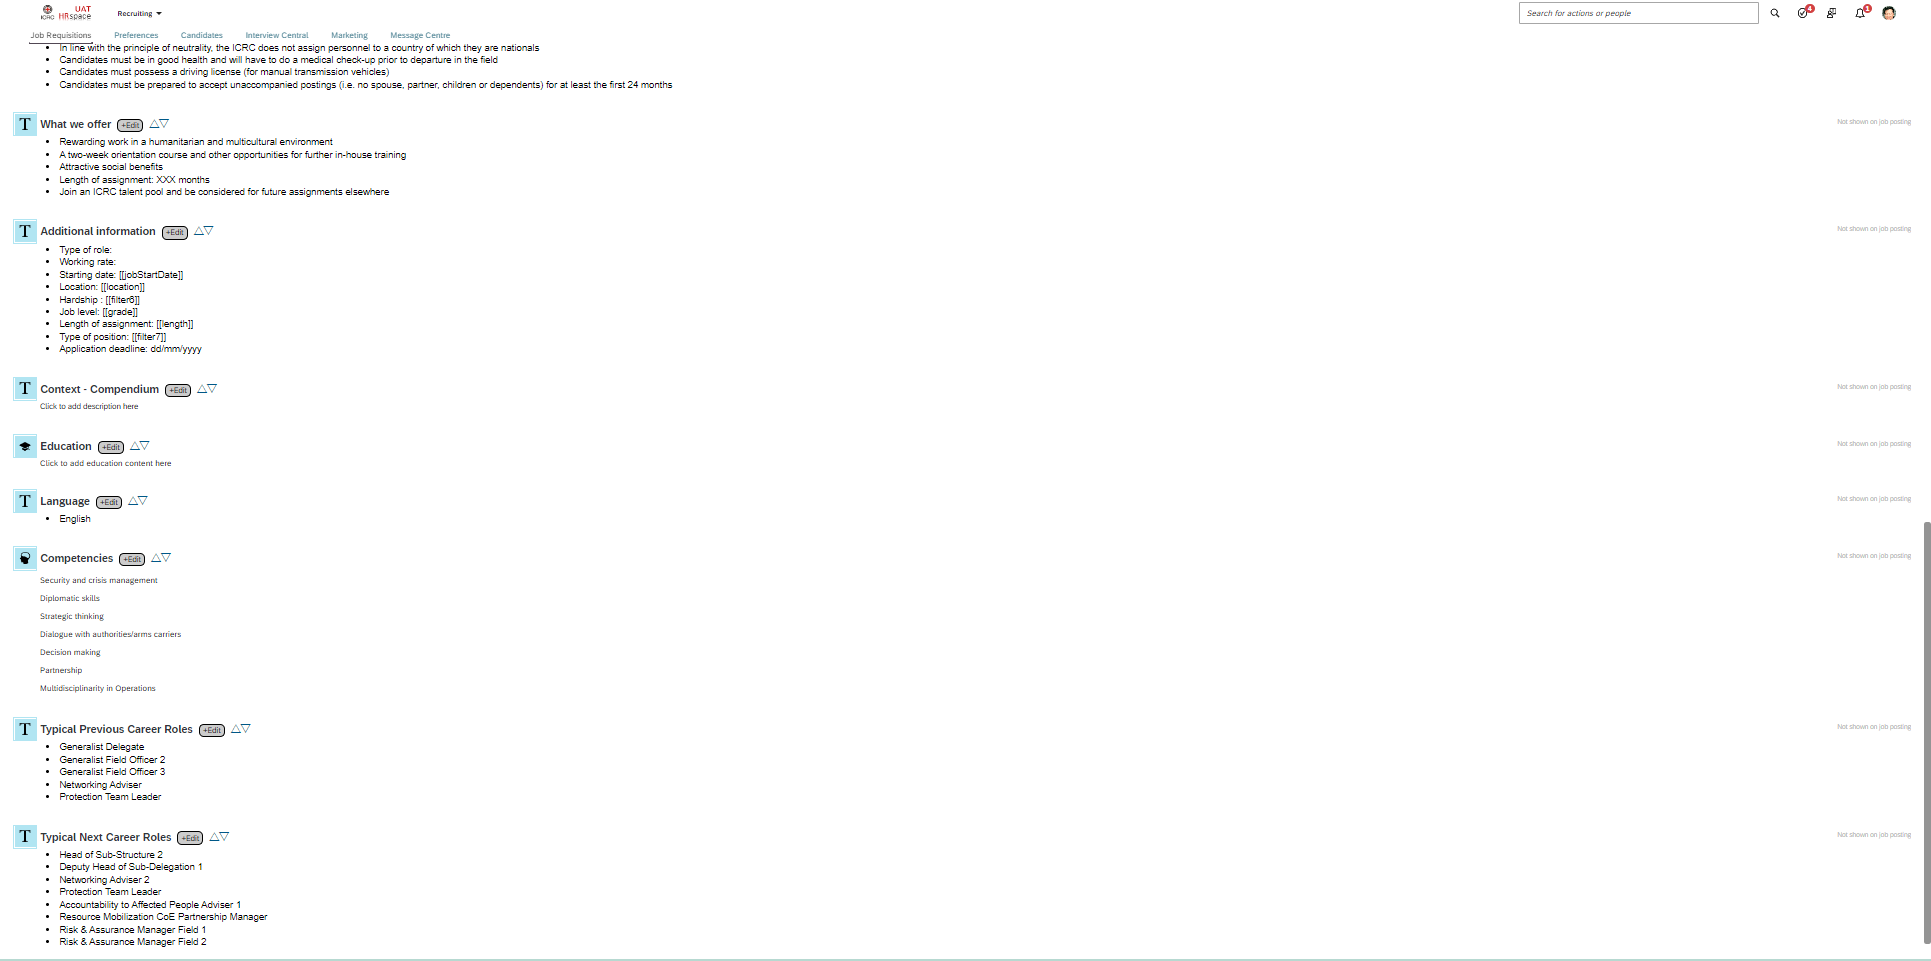 ICRC
UAT
HRspace
Recruiting
Search for actions or people
4
1
Job Requisitions
Preferences
Candidates
Interview Central
Marketing
Message Centre
In line with the principle of neutrality, the ICRC does not assign personnel to a country of which they are nationals
Candidates must be in good health and will have to do a medical check-up prior to departure in the field
Candidates must possess a driving license (for manual transmission vehicles)
Candidates must be prepared to accept unaccompanied postings (i.e. no spouse, partner, children or dependents) for at least the first 24 months
T What we offer +Edit
Not shown on job posting
Rewarding work in a humanitarian and multicultural environment
A two-week orientation course and other opportunities for further in-house training
Attractive social benefits
Length of assignment: XXX months
Join an ICRC talent pool and be considered for future assignments elsewhere
T Additional information +Edit
Not shown on job posting
Type of role:
Working rate:
Starting date: [[jobStartDate]]
Location: [[location]]
Hardship : [[filter6]]
Job level: [[grade]]
Length of assignment: [[length]]
Type of position: [[filter7]]
Application deadline: dd/mm/yyyy
T Context - Compendium +Edit
Not shown on job posting
Click to add description here
Education +Edit
Not shown on job posting
Click to add education content here
T Language +Edit
Not shown on job posting
English
Competencies +Edit
Not shown on job posting
Security and crisis management
Diplomatic skills
Strategic thinking
Dialogue with authorities/arms carriers
Decision making
Partnership
Multidisciplinarity in Operations
T Typical Previous Career Roles +Edit
Not shown on job posting
Generalist Delegate
Generalist Field Officer 2
Generalist Field Officer 3
Networking Adviser
Protection Team Leader
T Typical Next Career Roles +Edit
Not shown on job posting
Head of Sub-Structure 2
Deputy Head of Sub-Delegation 1
Networking Adviser 2
Protection Team Leader
Accountability to Affected People Adviser 1
Resource Mobilization CoE Partnership Manager
Risk & Assurance Manager Field 1
Risk & Assurance Manager Field 2